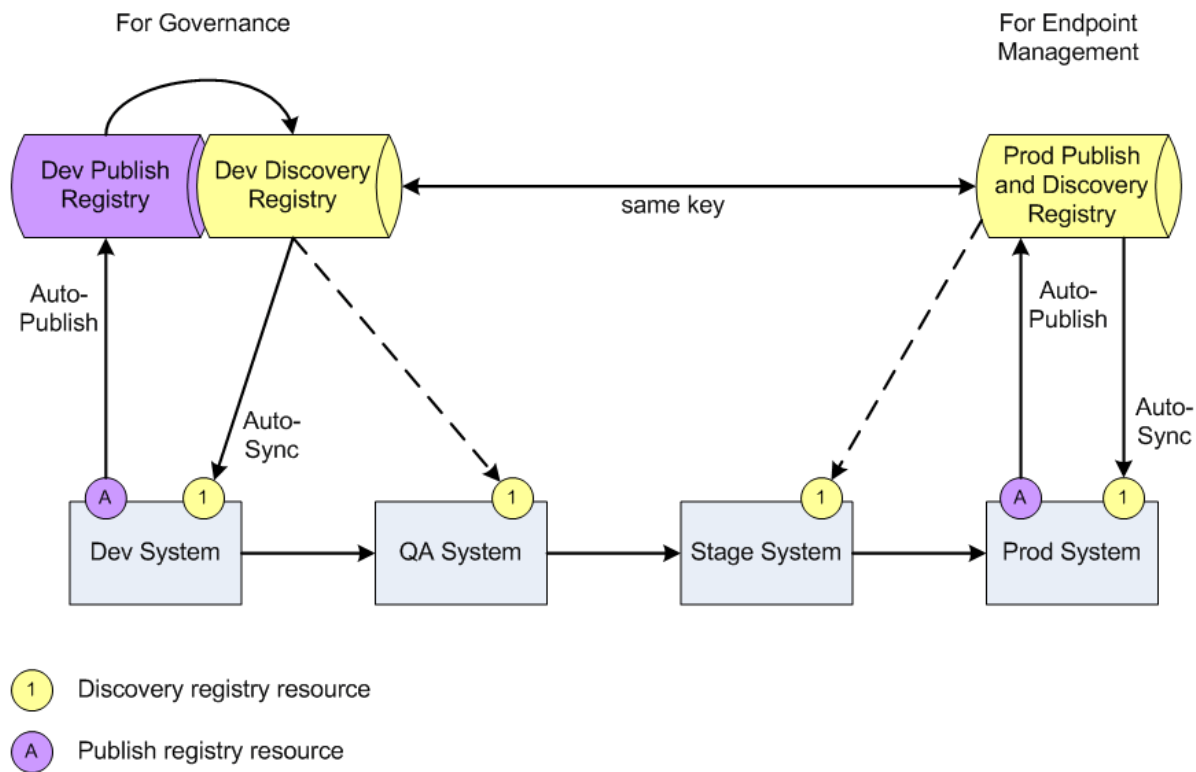 For Governance
For Endpoint
Management
Dev Publish
Registry
Dev Discovery
Registry
Prod Publish
and Discovery
Registry
same key
Auto-
Publish
Auto-
Publish
Auto-
Sync
Auto-
Sync
A
1
1
1
A
1
Dev System
QA System
Stage System
Prod System
1
Discovery registry resource
A
Publish registry resource